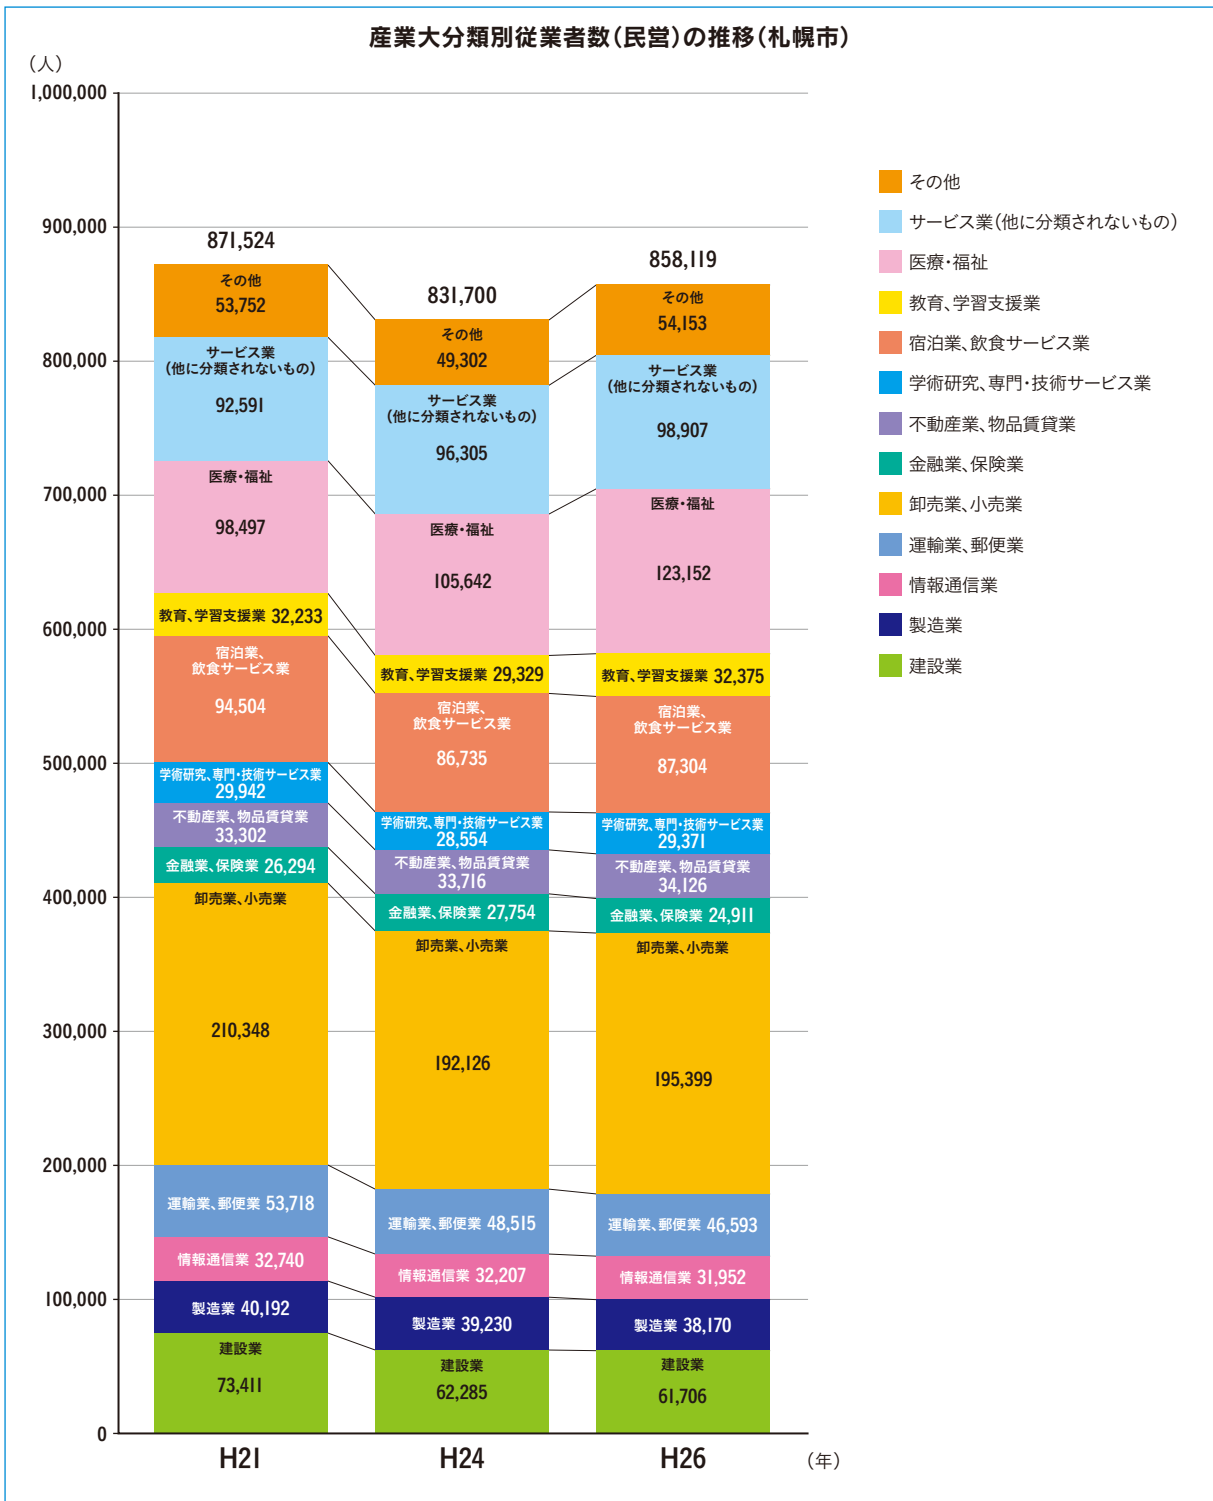 産業大分類別従業者数(民営)の推移(札幌市)
(人)
1,000,000
900,000
800,000
700,000
600,000
500,000
400,000
300,000
200,000
100,000
0
871,524
その他
53,752
サービス業
(他に分類されないもの)
92,591
医療・福祉
98,497
教育、学習支援業 32,233
宿泊業、
飲食サービス業
94,504
学術研究、専門・技術サービス業
29,942
不動産業、物品賃貸業
33,302
金融業、保険業 26,294
卸売業、小売業
210,348
運輸業、郵便業 53,718
情報通信業 32,740
製造業 40,192
建設業
73,411
H21
831,700
その他
49,302
サービス業
(他に分類されないもの)
96,305
医療・福祉
105,642
教育、学習支援業 29,329
宿泊業、
飲食サービス業
86,735
学術研究、専門・技術サービス業
28,554
不動産業、物品賃貸業
33,716
金融業、保険業 27,754
卸売業、小売業
192,126
運輸業、郵便業 48,515
情報通信業 32,207
製造業 39,230
建設業
62,285
H24
858,119
その他
54,153
サービス業
(他に分類されないもの)
98,907
医療・福祉
123,152
教育、学習支援業 32,375
宿泊業、
飲食サービス業
87,304
学術研究、専門・技術サービス業
29,371
不動産業、物品賃貸業
34,126
金融業、保険業 24,911
卸売業、小売業
195,399
運輸業、郵便業 46,593
情報通信業 31,952
製造業 38,170
建設業
61,706
H26
(年)
その他
サービス業(他に分類されないもの)
医療・福祉
教育、学習支援業
宿泊業、飲食サービス業
学術研究、専門・技術サービス業
不動産業、物品賃貸業
金融業、保険業
卸売業、小売業
運輸業、郵便業
情報通信業
製造業
建設業